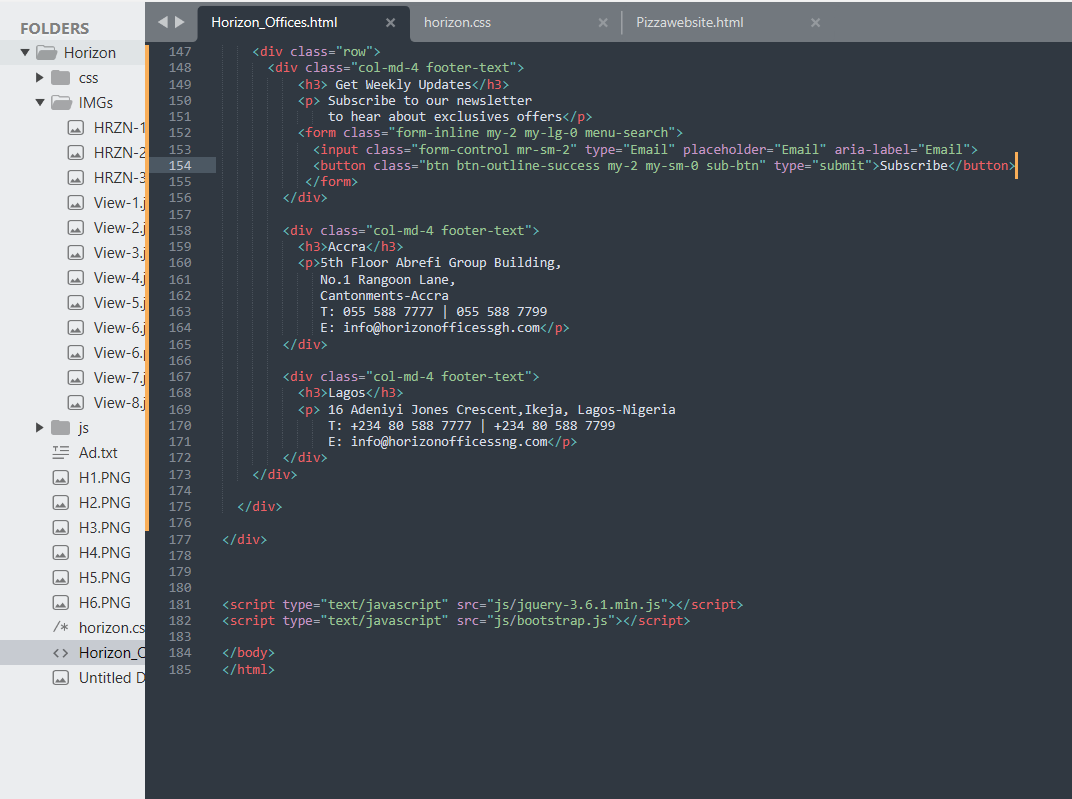 FOLDERS
Horizon
css
IMGs
HRZN-1
HRZN-2
HRZN-3
View-1.j
View-2.j
View-3.j
View-4.j
View-5.j
View-6.j
View-6.p
View-7.j
View-8.j
js
Ad.txt
H1.PNG
H2.PNG
H3.PNG
H4.PNG
H5.PNG
H6.PNG
/* horizon.cs
<> Horizon_O
Untitled D
Horizon_Offices.html × horizon.css × Pizzawebsite.html ×
147 <div class="row">
148 <div class="col-md-4 footer-text">
149 <h3> Get Weekly Updates</h3>
150 <p> Subscribe to our newsletter
151 to hear about exclusives offers</p>
152 <form class="form-inline my-2 my-lg-0 menu-search">
153 <input class="form-control mr-sm-2" type="Email" placeholder="Email" aria-label="Email">
154 <button class="btn btn-outline-success my-2 my-sm-0 sub-btn" type="submit">Subscribe</button>
155 </form>
156 </div>
157
158 <div class="col-md-4 footer-text">
159 <h3>Accra</h3>
160 <p>5th Floor Abrefi Group Building,
161 No.1 Rangoon Lane,
162 Cantonments-Accra
163 T: 055 588 7777 | 055 588 7799
164 E: info@horizonofficessgh.com</p>
165 </div>
166
167 <div class="col-md-4 footer-text">
168 <h3>Lagos</h3>
169 <p> 16 Adeniyi Jones Crescent,Ikeja, Lagos-Nigeria
170 T: +234 80 588 7777 | +234 80 588 7799
171 E: info@horizonofficessng.com</p>
172 </div>
173 </div>
174
175 </div>
176
177 </div>
178
179
180
181 <script type="text/javascript" src="js/jquery-3.6.1.min.js"></script>
182 <script type="text/javascript" src="js/bootstrap.js"></script>
183
184 </body>
185 </html>